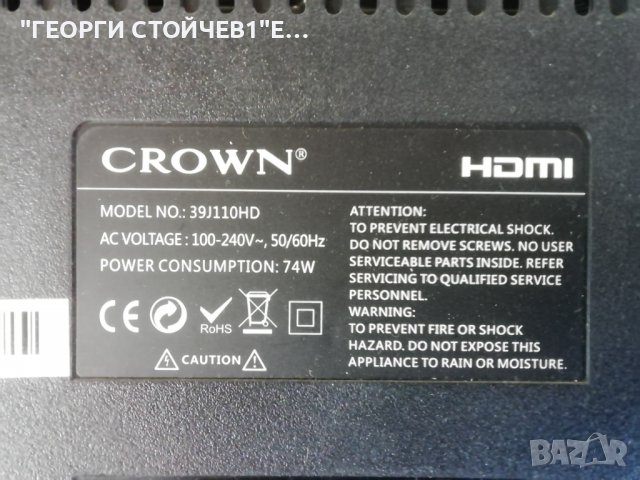 "ГЕОРГИ СТОЙЧЕВ1"Е...
CROWN®
HDMI
MODEL NO.: 39J110HD
AC VOLTAGE : 100-240V~, 50/60Hz
POWER CONSUMPTION: 74W
CE
RoHS
CAUTION
ATTENTION:
TO PREVENT ELECTRICAL SHOCK.
DO NOT REMOVE SCREWS. NO USER
SERVICEABLE PARTS INSIDE. REFER
SERVICING TO QUALIFIED SERVICE
PERSONNEL.
WARNING:
TO PREVENT FIRE OR SHOCK
HAZARD. DO NOT EXPOSE THIS
APPLIANCE TO RAIN OR MOISTURE.
BAZAR